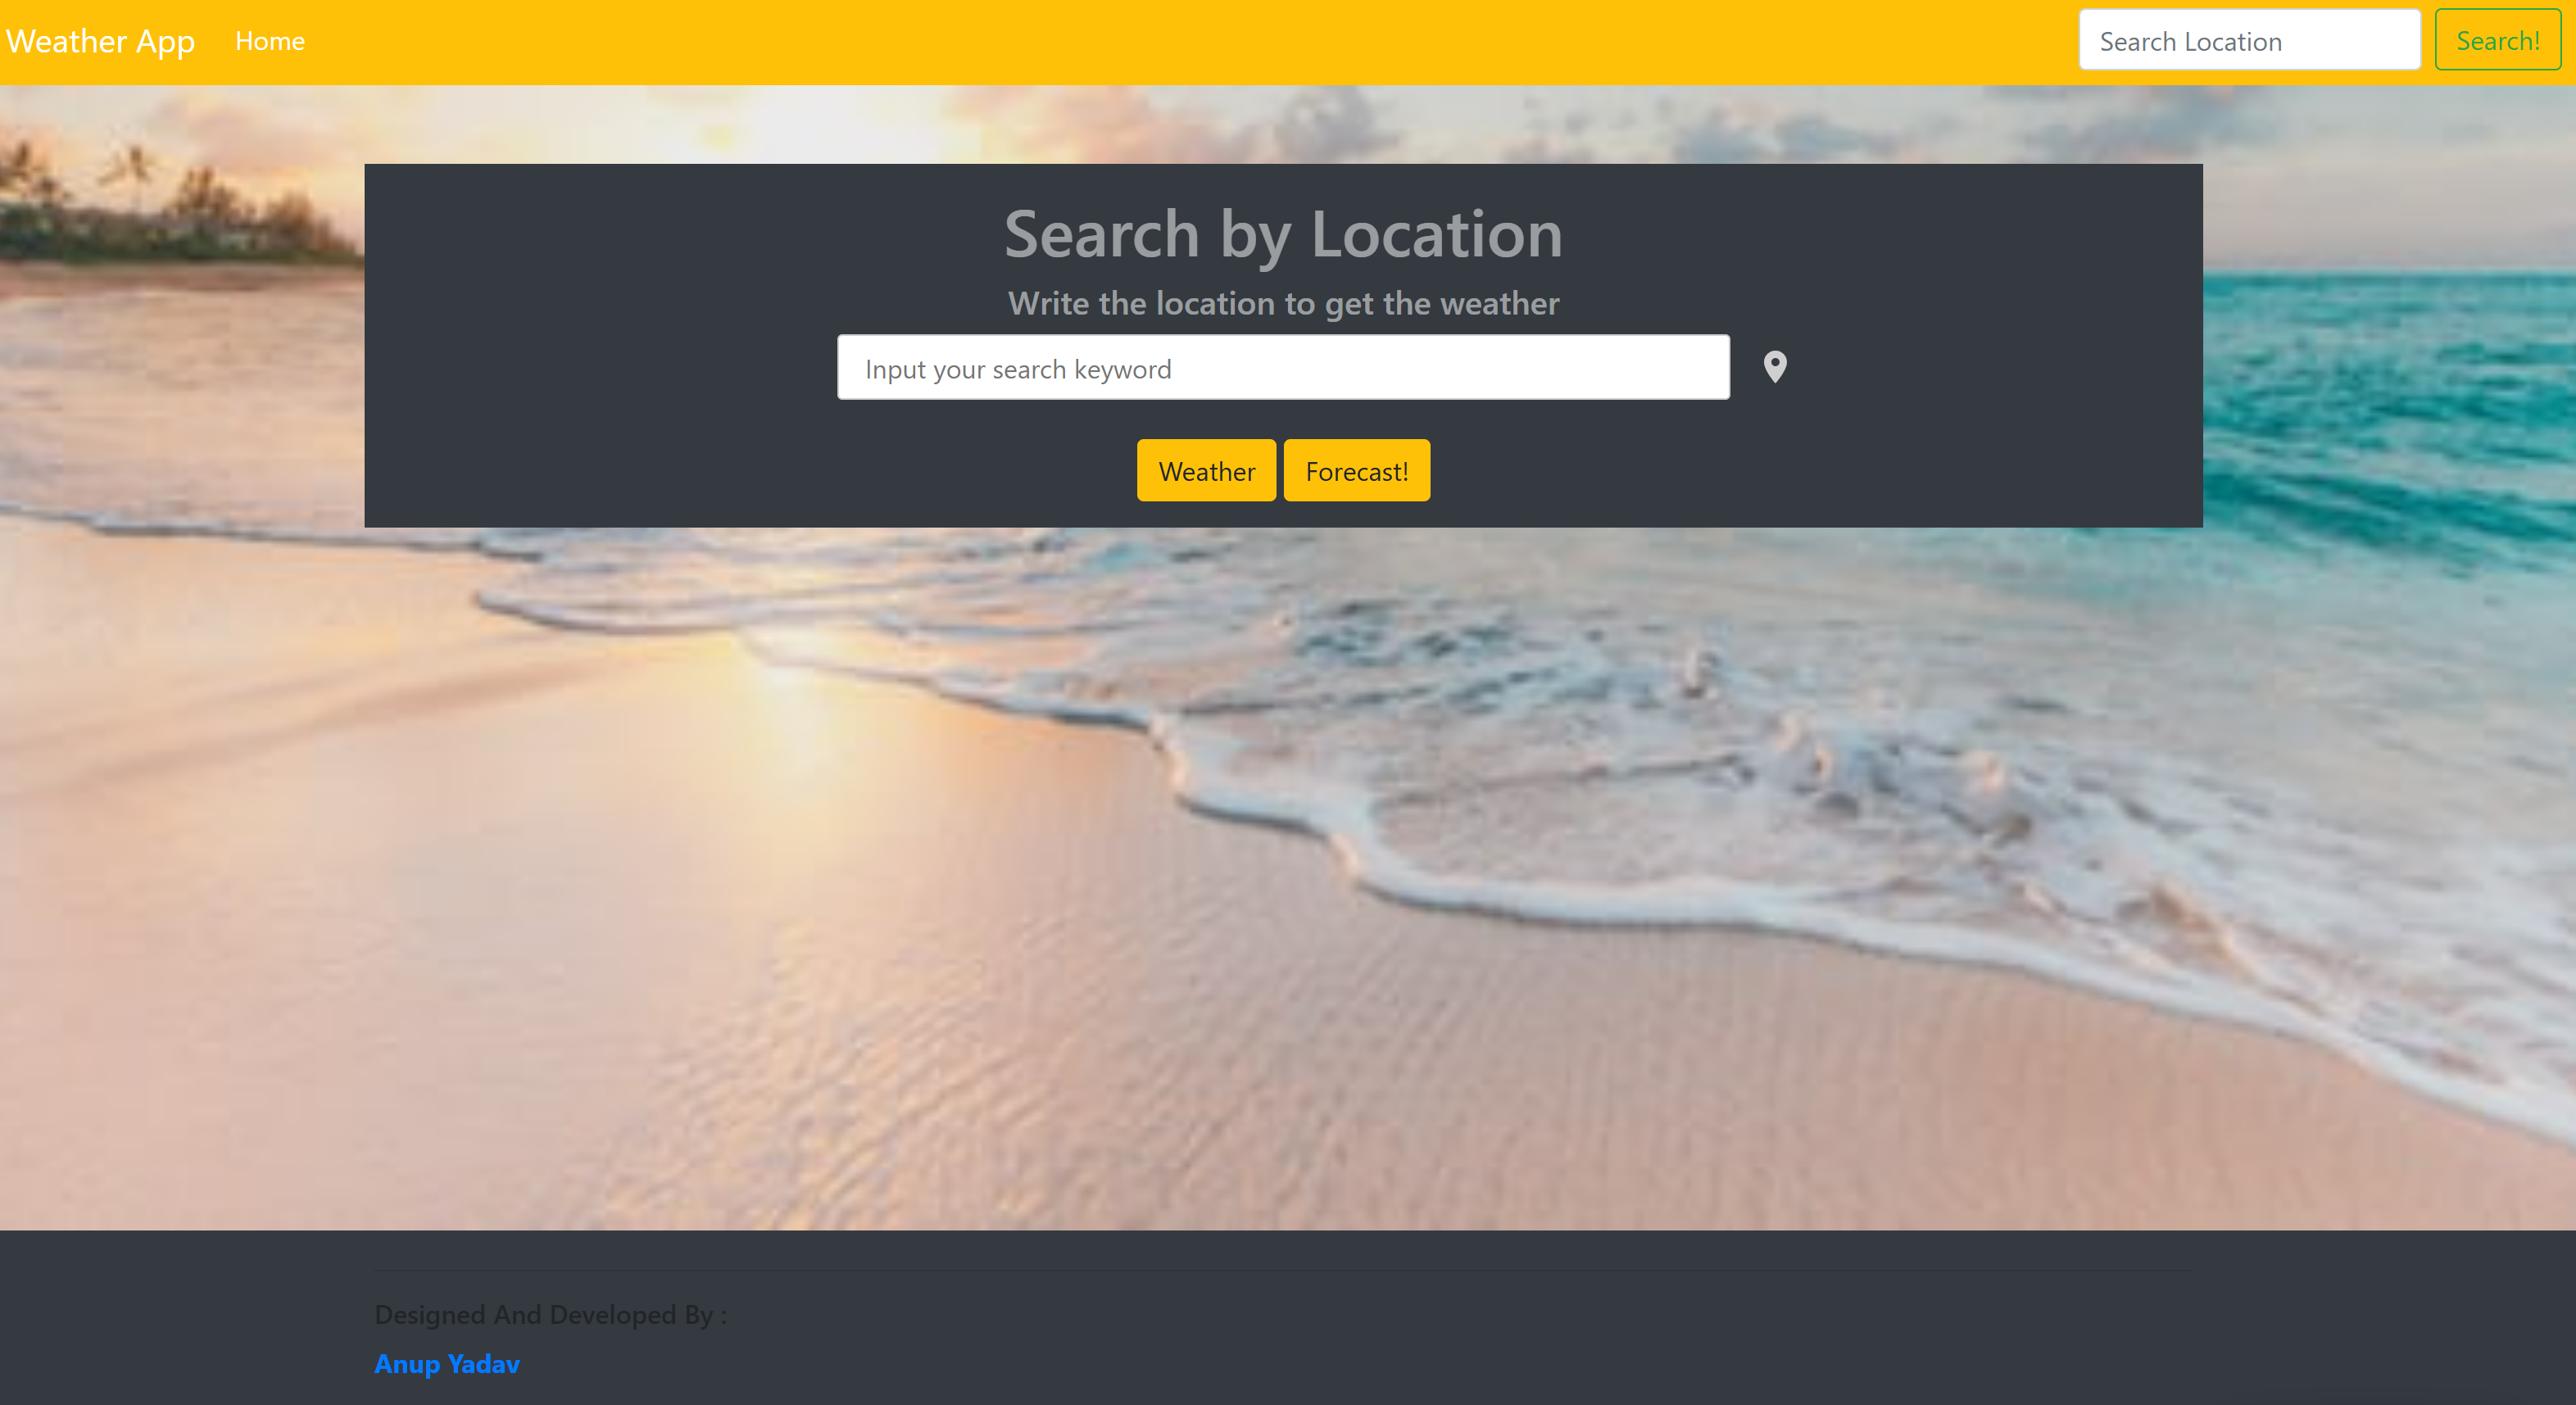 Weather App Home Search Location Search!
Search by Location
Write the location to get the weather
Input your search keyword
Weather Forecast!
Designed And Developed By :
Anup Yadav